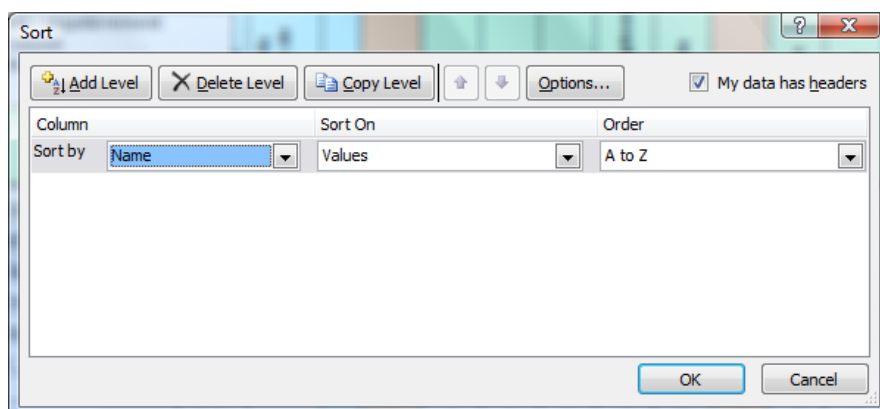 Sort
Add Level Delete Level Copy Level Options... My data has headers
Column Sort On Order
Sort by Name Values A to Z
OK Cancel